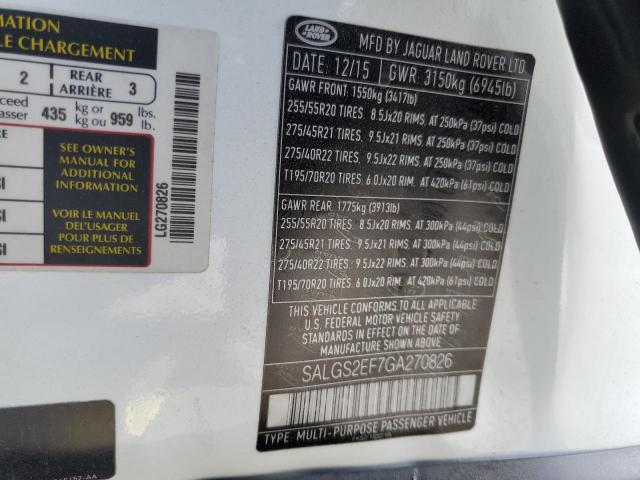 RMATION
LE CHARGEMENT
2
REAR
ARRIÈRE
3
435 kg or 959 lbs.
kg ou lb.
SEE OWNER'S
MANUAL FOR
ADDITIONAL
INFORMATION
VOIR LE MANUEL
DEL'USAGER
POUR PLUS DE
RENSEIGNEMENTS
LG270826
LAND
ROVER
MFD BY JAGUAR LAND ROVER LTD
DATE: 12/15 GWR: 3150kg (6945lb)
GAWR FRONT: 1550kg (3417lb)
255/55R20 TIRES. 8.5Jx20 RIMS. AT 250kPa (37psi) COLD
275/45R21 TIRES. 9.5Jx21 RIMS. AT 250kPa (37psi) COLD
275/40R22 TIRES. 9.5Jx22 RIMS. AT 250kPa (37psi) COLD
T195/70R20 TIRES. 6.0Jx20 RIM. AT 420kPa (61psi) COLD
GAWR REAR: 1775kg (3913lb)
255/55R20 TIRES. 8.5Jx20 RIMS. AT 300kPa (44psi) COLD
275/45R21 TIRES. 9.5Jx21 RIMS. AT 300kPa (44psi) COLD
275/40R22 TIRES. 9.5Jx22 RIMS. AT 300kPa (44psi) COLD
T195/70R20 TIRES. 6.0Jx20 RIM. AT 420kPa (61psi) COLD
THIS VEHICLE CONFORMS TO ALL APPLICABLE
U.S. FEDERAL MOTOR VEHICLE SAFETY
STANDARDS IN EFFECT ON THE DATE OF
MANUFACTURE SHOWN ABOVE
SALGS2EF7GA270826
TYPE: MULTI-PURPOSE PASSENGER VEHICLE